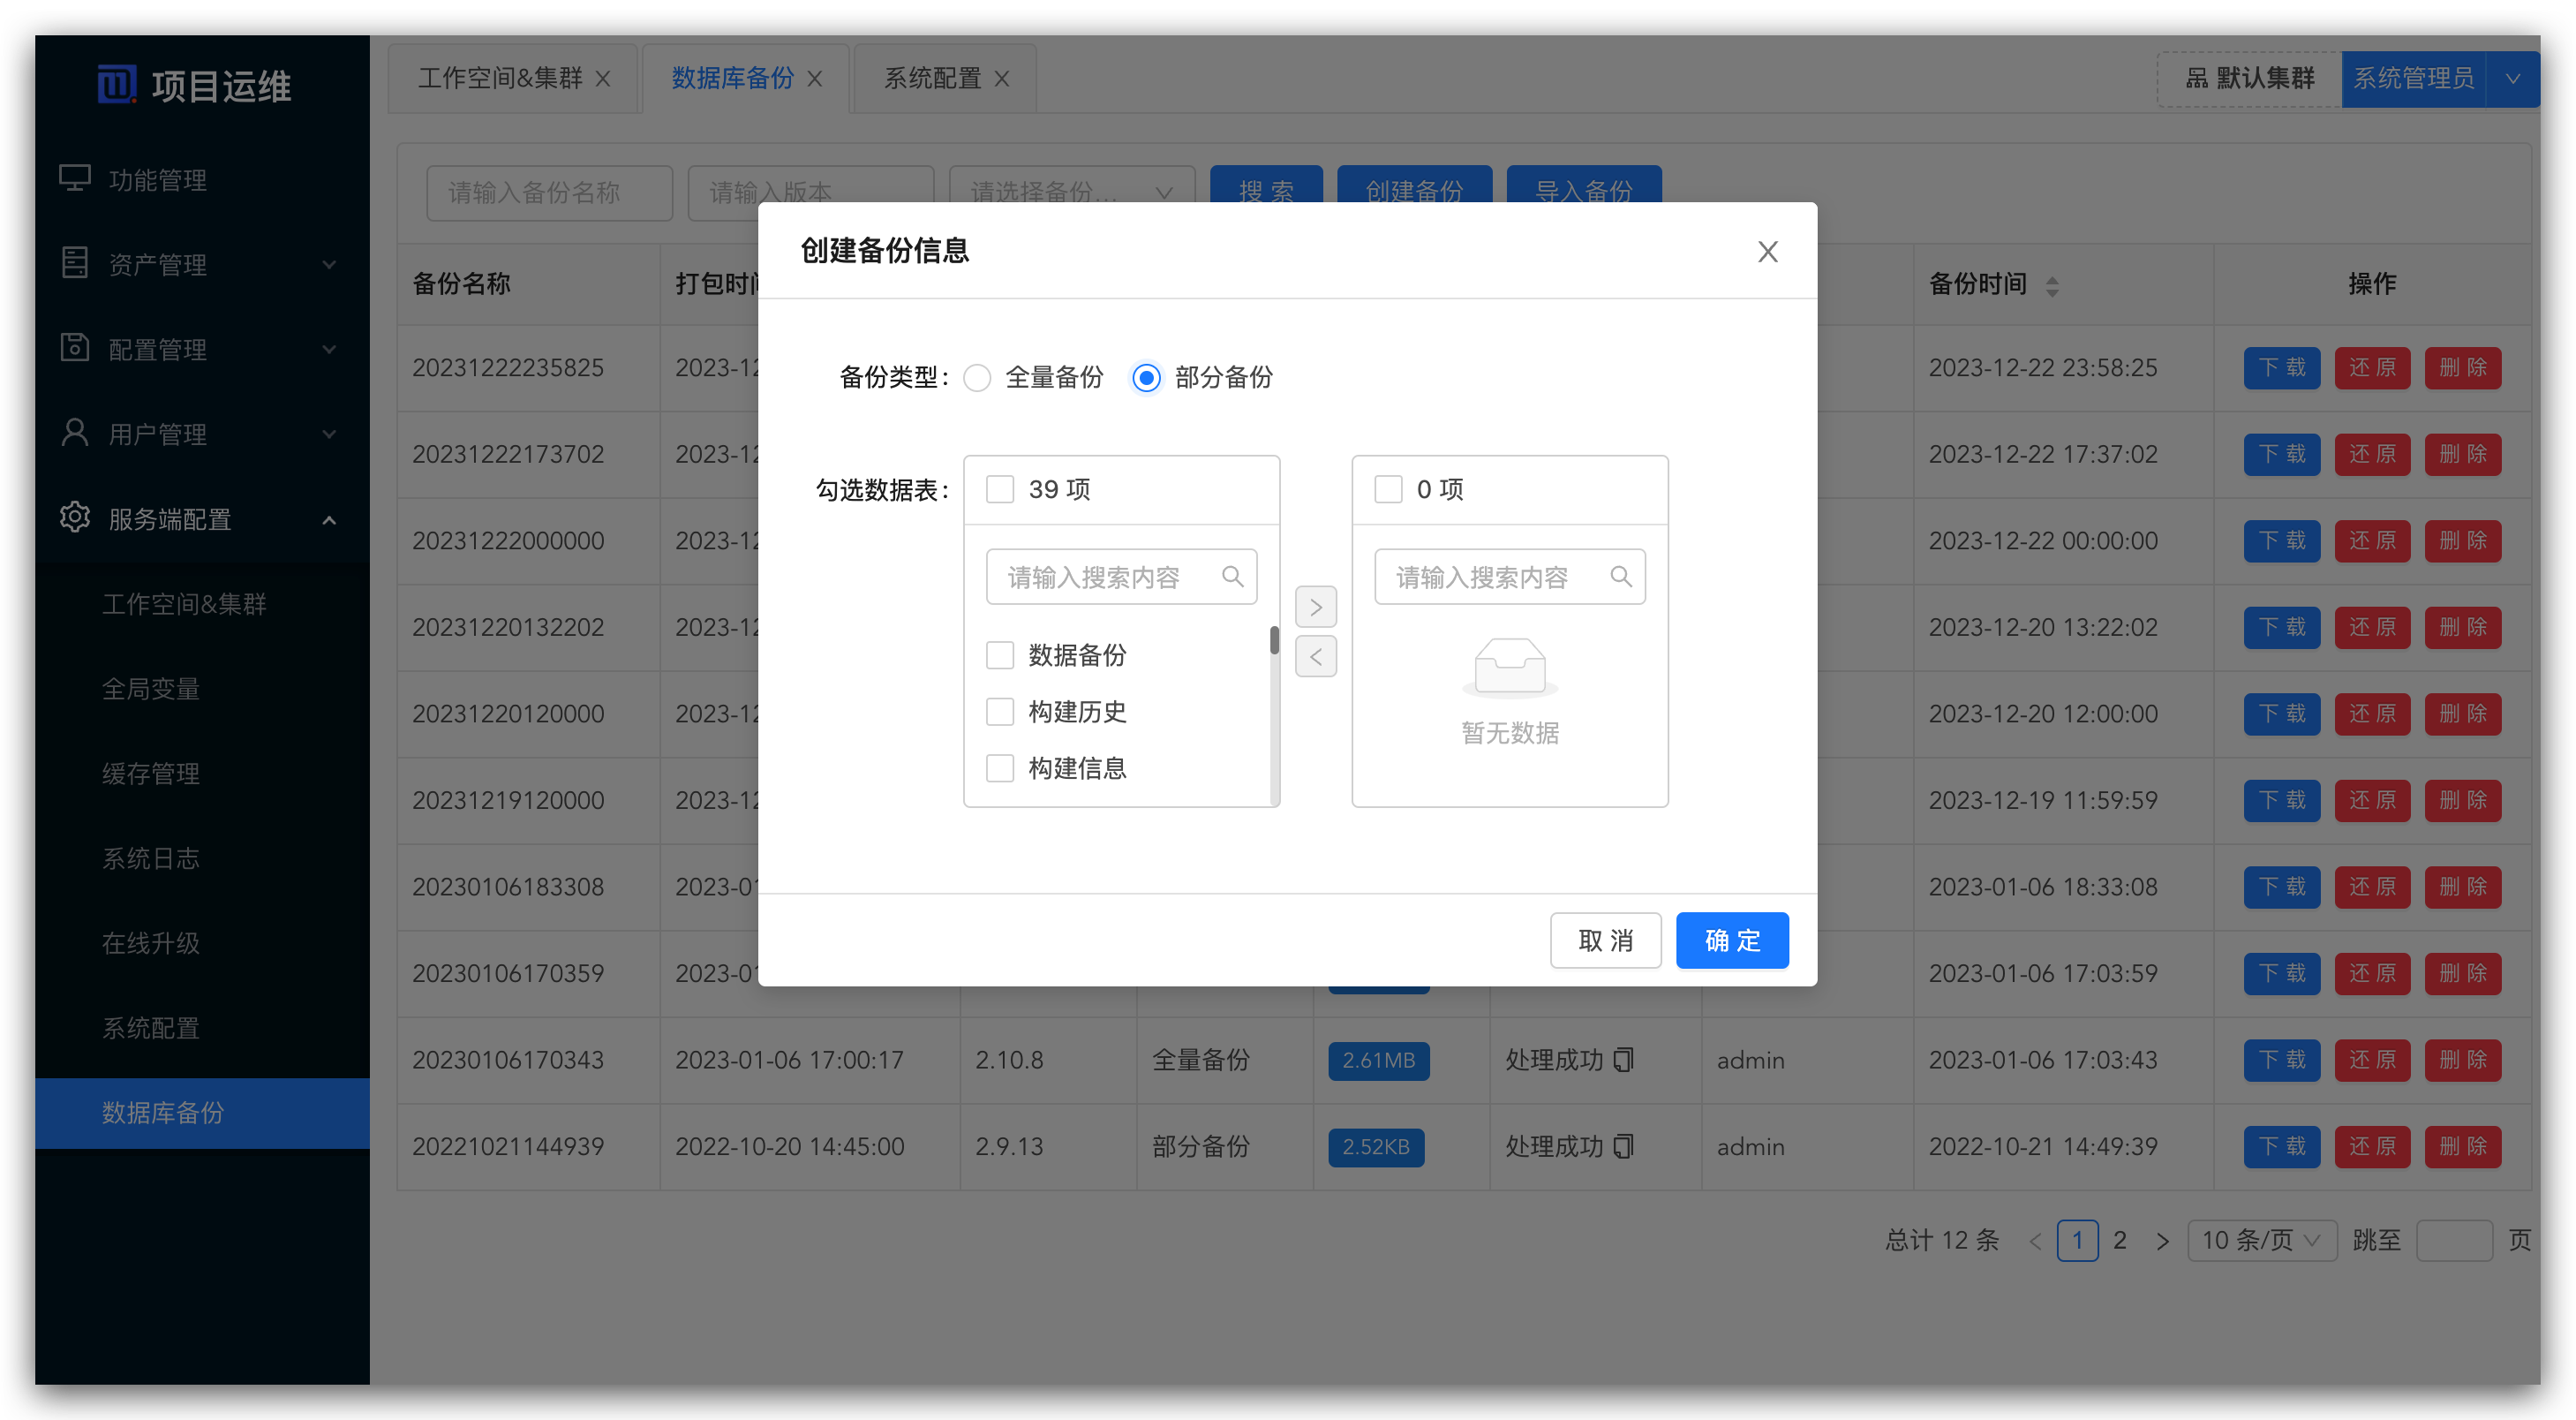 项目运维
功能管理
资产管理
配置管理
用户管理
服务端配置
工作空间&集群
全局变量
缓存管理
系统日志
在线升级
系统配置
数据库备份
工作空间&集群 数据库备份 系统配置 默认集群 系统管理员
请输入备份名称 请输入版本 请选择备份... 搜 索 创建备份 导入备份
备份名称 打包时间 备份时间 操作
20231222235825 2023-12 2023-12-22 23:58:25 下 载 还 原 删 除
20231222173702 2023-12 2023-12-22 17:37:02 下 载 还 原 删 除
20231222000000 2023-12 2023-12-22 00:00:00 下 载 还 原 删 除
20231220132202 2023-12 2023-12-20 13:22:02 下 载 还 原 删 除
20231220120000 2023-12 2023-12-20 12:00:00 下 载 还 原 删 除
20231219120000 2023-12 2023-12-19 11:59:59 下 载 还 原 删 除
20230106183308 2023-01 2023-01-06 18:33:08 下 载 还 原 删 除
20230106170359 2023-01 2023-01-06 17:03:59 下 载 还 原 删 除
20230106170343 2023-01-06 17:00:17 2.10.8 全量备份 2.61MB 处理成功 admin 2023-01-06 17:03:43 下 载 还 原 删 除
20221021144939 2022-10-20 14:45:00 2.9.13 部分备份 2.52KB 处理成功 admin 2022-10-21 14:49:39 下 载 还 原 删 除
总计 12 条 < 1 2 > 10 条/页 跳至 页
创建备份信息
备份类型: 全量备份 部分备份
勾选数据表: 39 项 0 项
请输入搜索内容 请输入搜索内容
数据备份
构建历史
构建信息
暂无数据
取 消 确 定